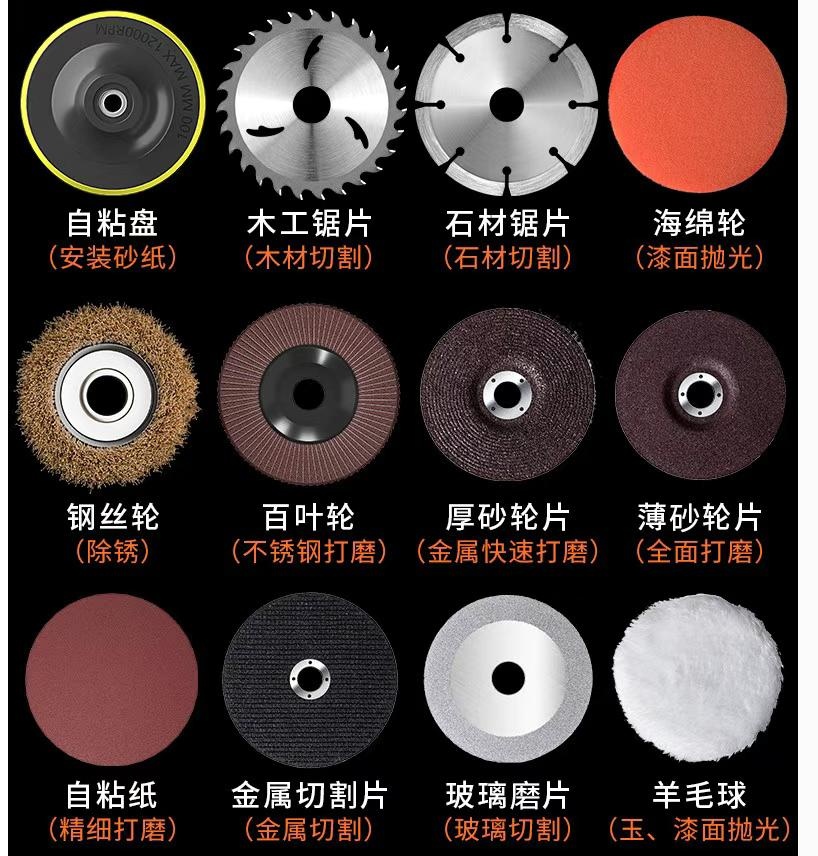 100 MM MAX 12000RPM
自粘盘 木工锯片 石材锯片 海绵轮
（安装砂纸） （木材切割） （石材切割） （漆面抛光）
钢丝轮 百叶轮 厚砂轮片 薄砂轮片
（除锈） （不锈钢打磨） （金属快速打磨） （全面打磨）
自粘纸 金属切割片 玻璃磨片 羊毛球
（精细打磨） （金属切割） （玻璃切割） （玉、漆面抛光）